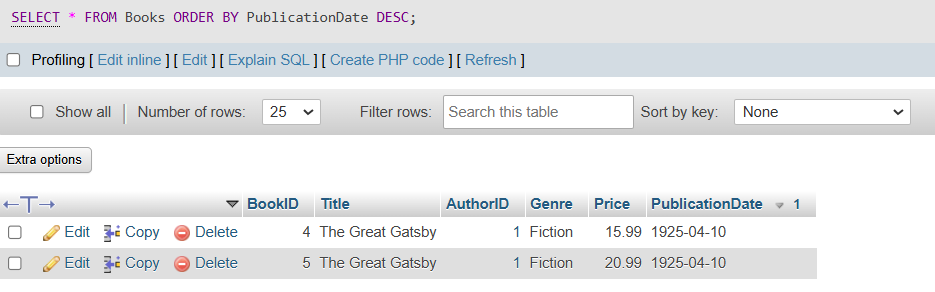 SELECT * FROM Books ORDER BY PublicationDate DESC;
Profiling [ Edit inline ] [ Edit ] [ Explain SQL ] [ Create PHP code ] [ Refresh ]
Show all Number of rows: 25 Filter rows: Search this table Sort by key: None
Extra options
←T→ BookID Title AuthorID Genre Price PublicationDate 1
Edit Copy Delete 4 The Great Gatsby 1 Fiction 15.99 1925-04-10
Edit Copy Delete 5 The Great Gatsby 1 Fiction 20.99 1925-04-10